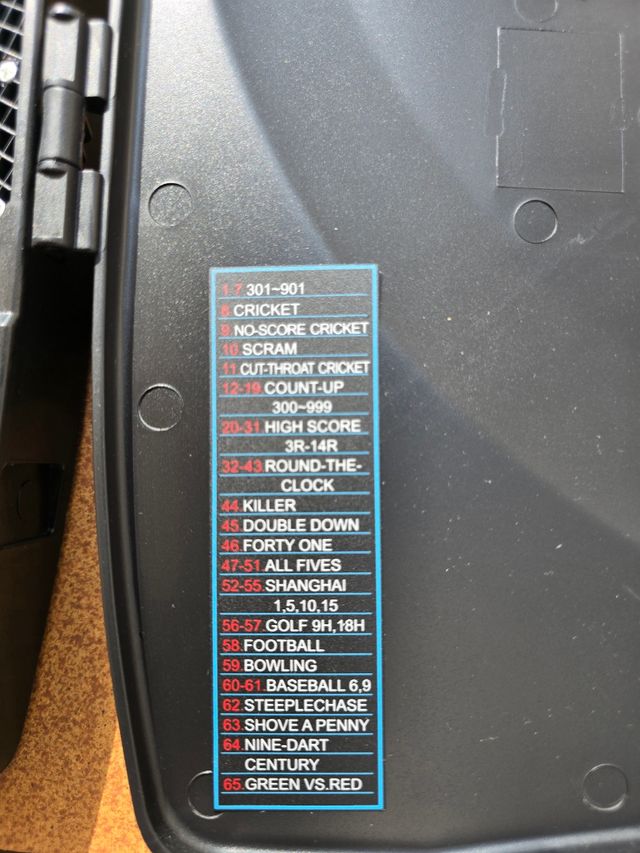 1-7.301~901
8.CRICKET
9.NO-SCORE CRICKET
10.SCRAM
11.CUT-THROAT CRICKET
12-19.COUNT-UP
300~999
20-31.HIGH SCORE
3R-14R
32-43.ROUND-THE-
CLOCK
44.KILLER
45.DOUBLE DOWN
46.FORTY ONE
47-51.ALL FIVES
52-55.SHANGHAI
1,5,10,15
56-57.GOLF 9H,18H
58.FOOTBALL
59.BOWLING
60-61.BASEBALL 6,9
62.STEEPLECHASE
63.SHOVE A PENNY
64.NINE-DART
CENTURY
65.GREEN VS.RED